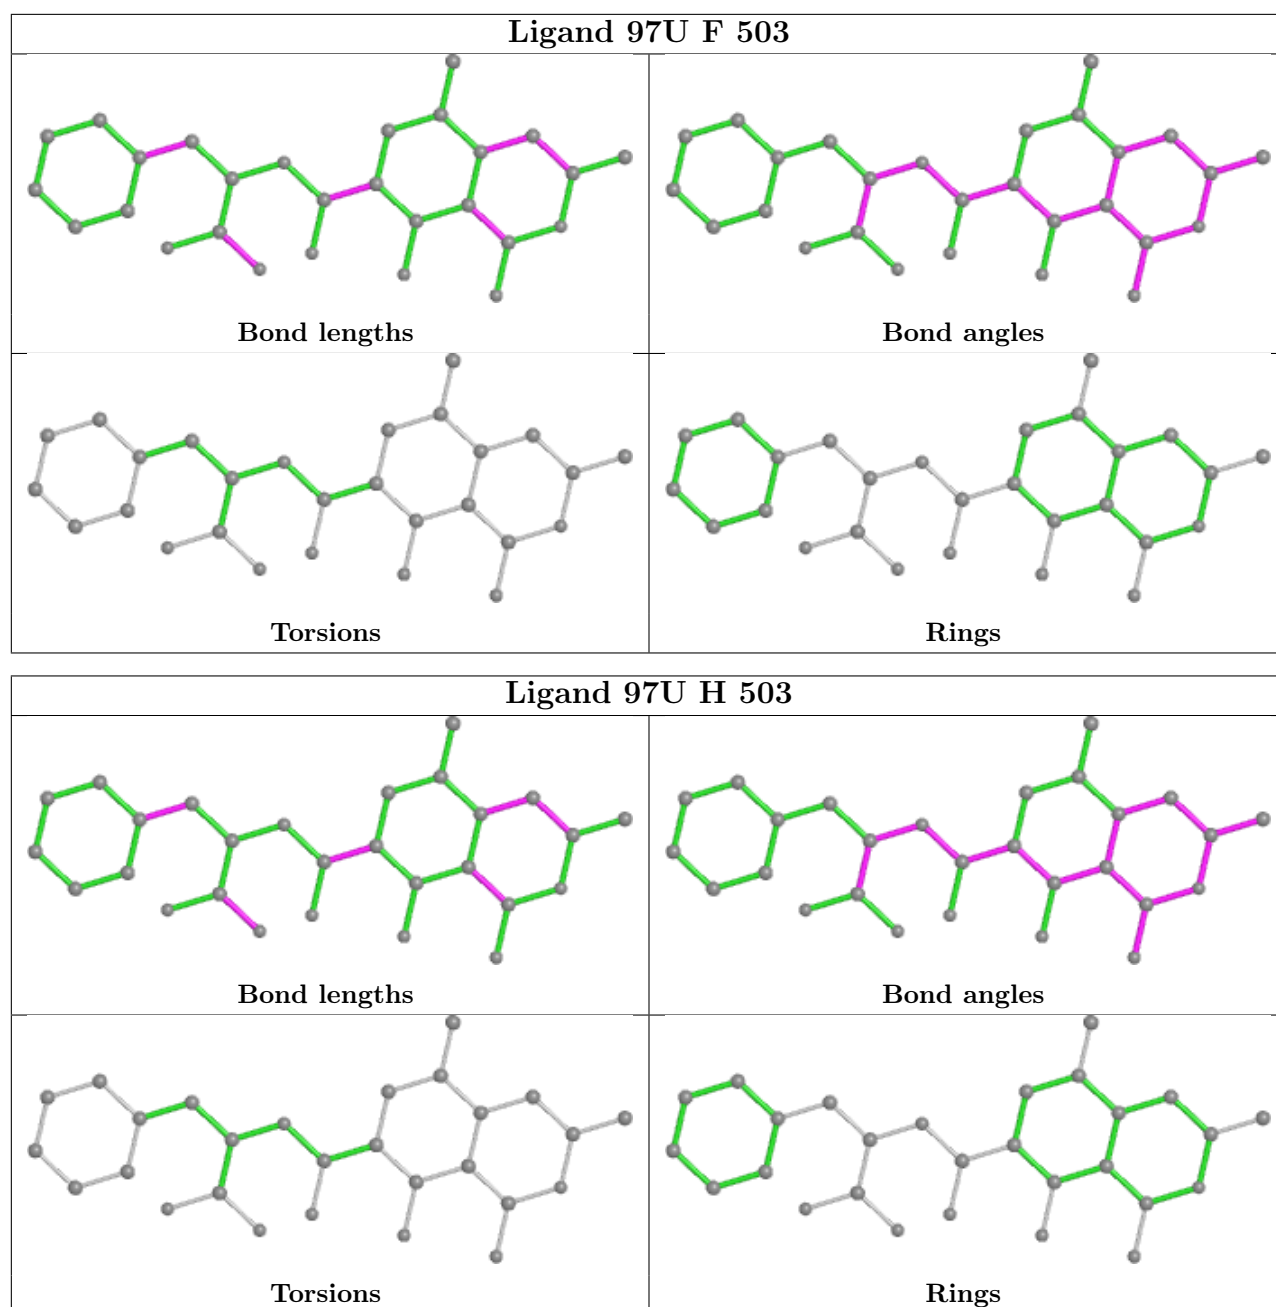 Ligand 97U F 503
Bond lengths
Bond angles
Torsions
Rings
Ligand 97U H 503
Bond lengths
Bond angles
Torsions
Rings